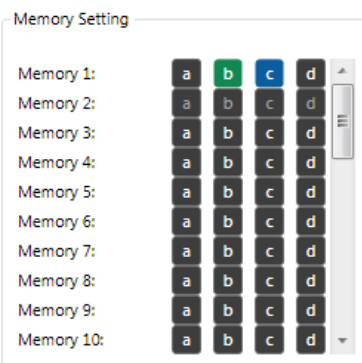 Memory Setting
Memory 1: a b c d
Memory 2: a b c d
Memory 3: a b c d
Memory 4: a b c d
Memory 5: a b c d
Memory 6: a b c d
Memory 7: a b c d
Memory 8: a b c d
Memory 9: a b c d
Memory 10: a b c d